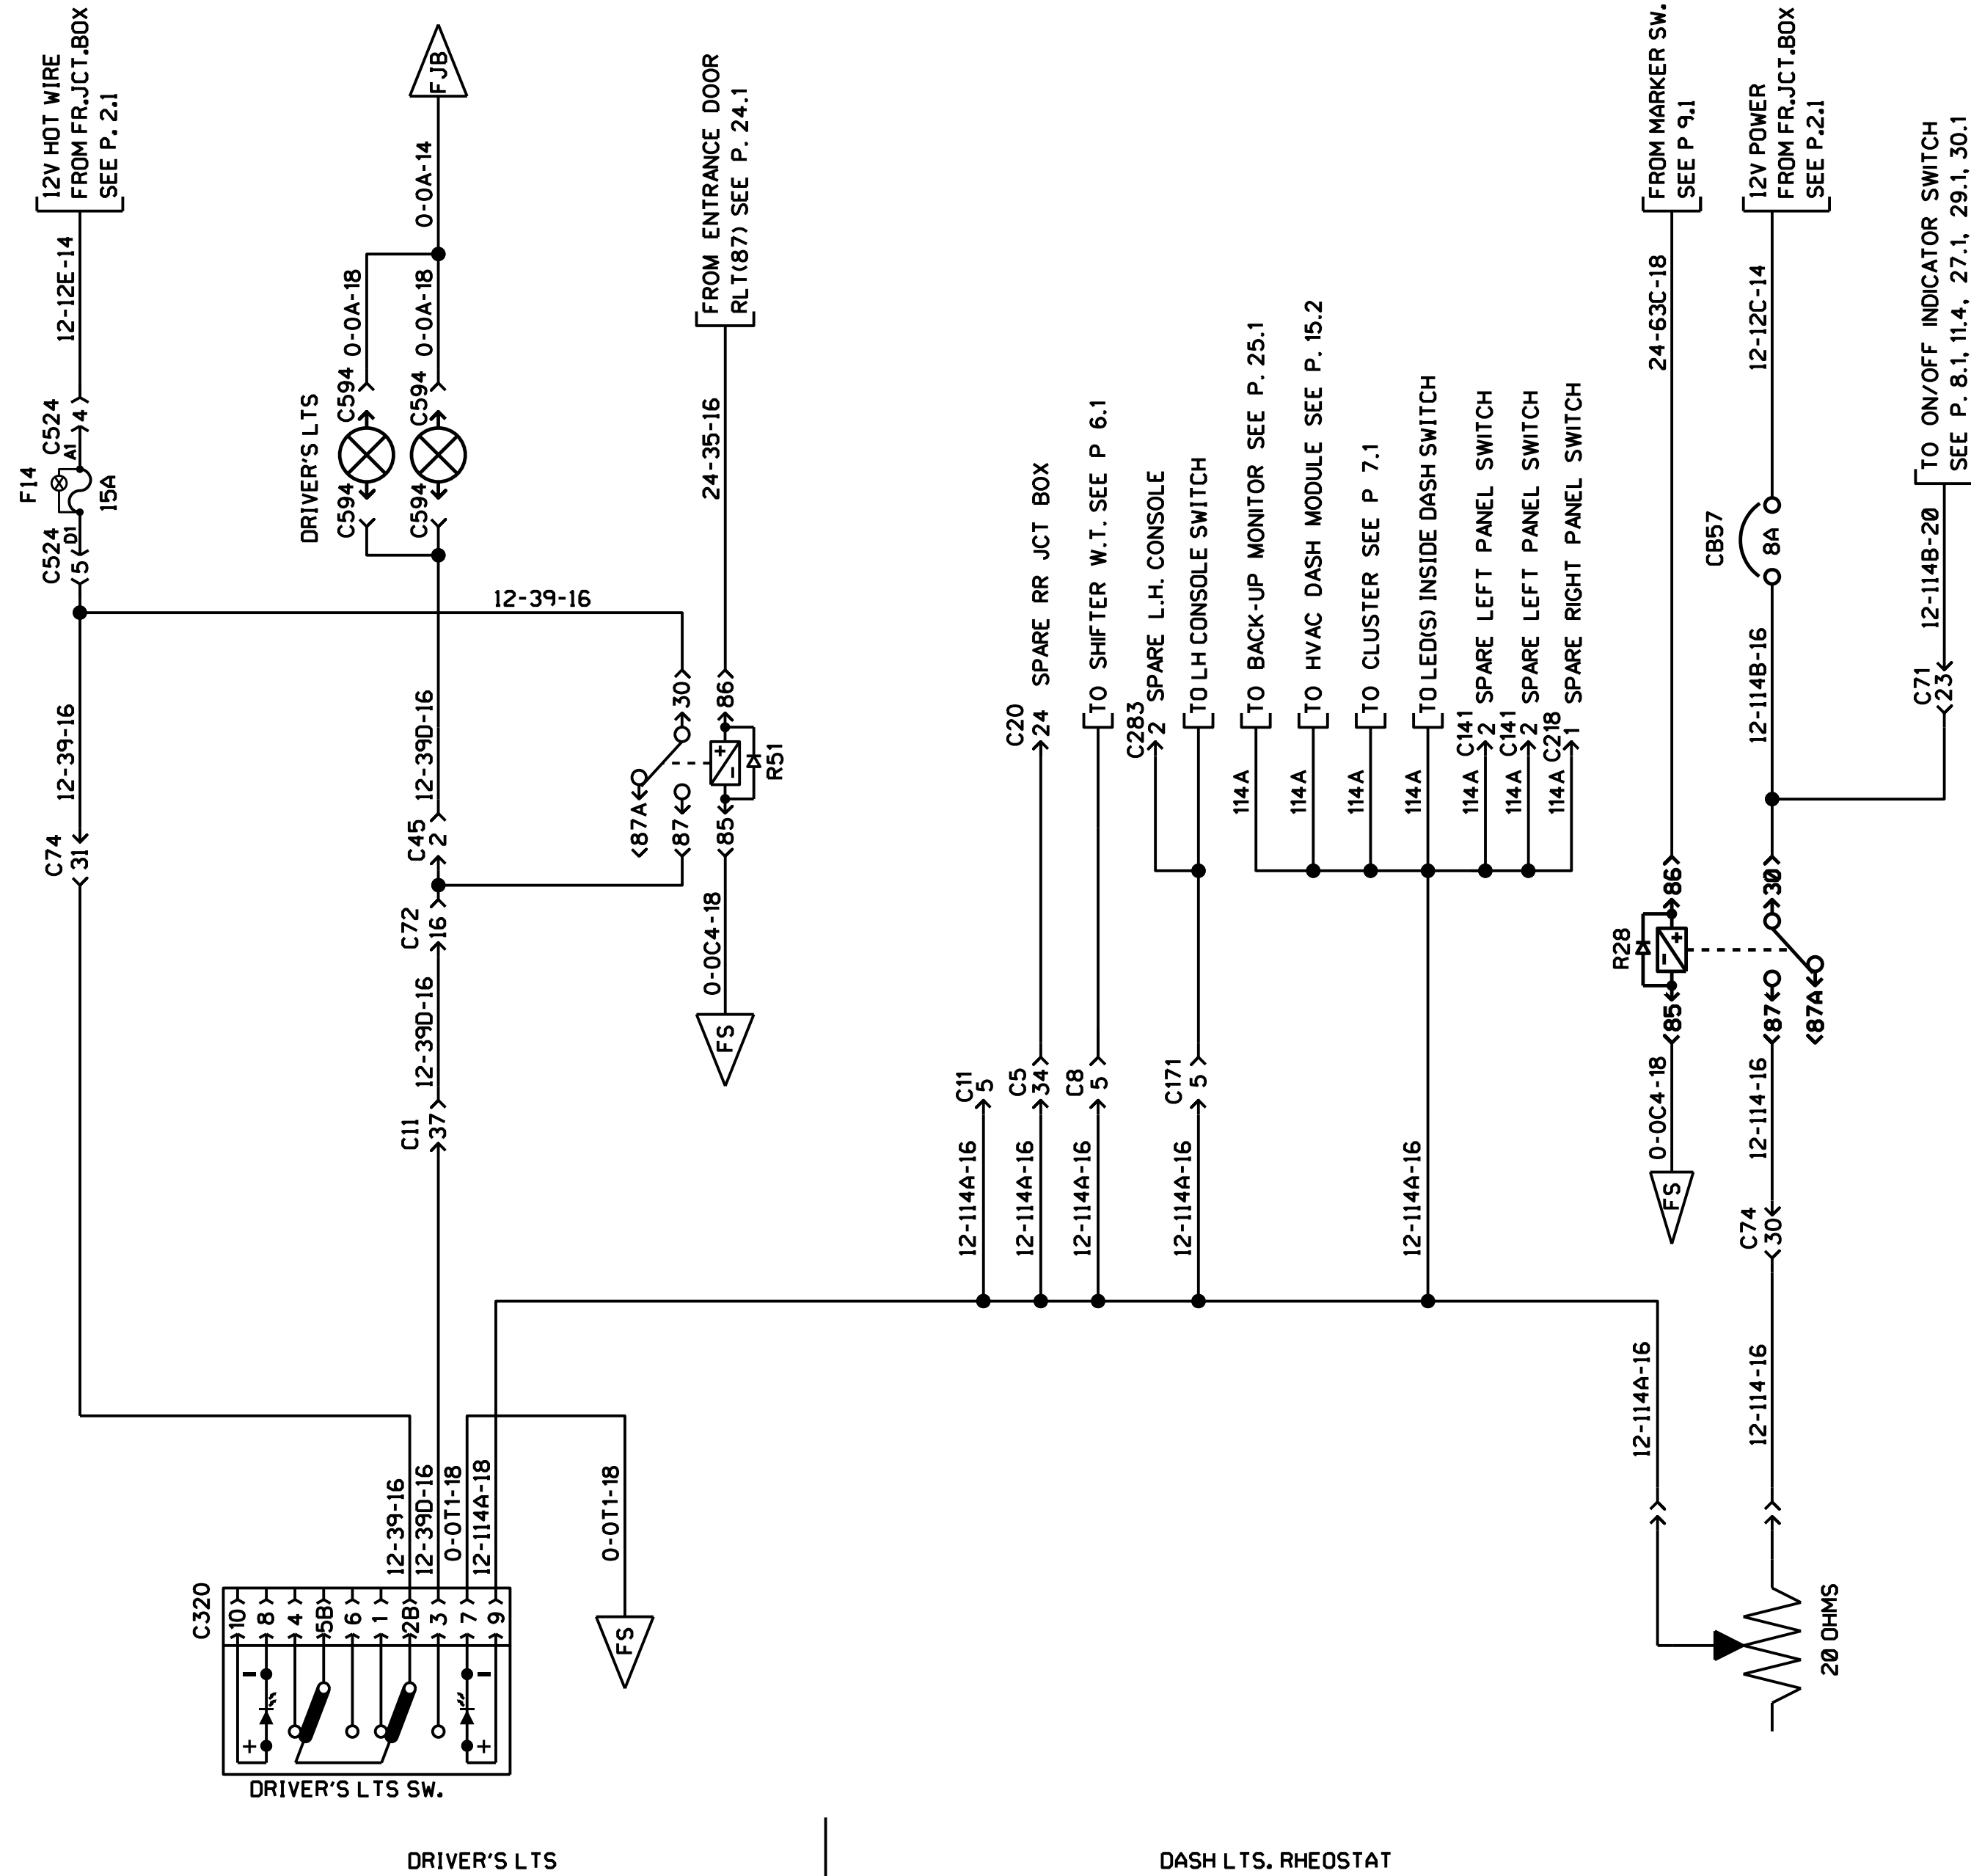 12V HOT WIRE
FROM FR.JCT.BOX
SEE P. 2.1
12-12E-14
C524
4
A1
F14
15A
D1
C524
5
12-39-16
12-39-16
C74
31
FJB
0-0A-14
0-0A-18
0-0A-18
C594
C594
DRIVER'S LTS
C594
C594
12-39D-16
C45
2
C72
16
12-39D-16
C11
37
FROM ENTRANCE DOOR
RLT(87) SEE P. 24.1
24-35-16
30
86
87A
87
85
R51
0-0C4-18
FS
C320
10
8
4
5B
6
1
2B
3
7
9
12-39-16
12-39D-16
0-0T1-18
12-114A-18
0-0T1-18
FS
+
-
+
-
DRIVER'S LTS SW.
DRIVER'S LTS
C11
5
12-114A-16
C20
24
SPARE RR JCT BOX
C5
34
12-114A-16
TO SHIFTER W.T. SEE P 6.1
C8
5
12-114A-16
C283
2
SPARE L.H. CONSOLE
TO LH CONSOLE SWITCH
C171
5
12-114A-16
TO BACK-UP MONITOR SEE P. 25.1
114A
TO HVAC DASH MODULE SEE P. 15.2
114A
TO CLUSTER SEE P 7.1
114A
TO LED(S) INSIDE DASH SWITCH
114A
C141
2
SPARE LEFT PANEL SWITCH
114A
C141
2
SPARE LEFT PANEL SWITCH
114A
C218
1
SPARE RIGHT PANEL SWITCH
114A
12-114A-16
FROM MARKER SW.
SEE P 9.1
24-63C-18
86
R28
85
0-0C4-18
FS
12V POWER
FROM FR.JCT.BOX
SEE P.2.1
12-12C-14
CB57
8A
12-114B-16
30
87
87A
12-114-16
C74
30
12-114-16
12-114A-16
20 OHMS
TO ON/OFF INDICATOR SWITCH
SEE P. 8.1, 11.4, 27.1, 29.1, 30.1
12-114B-20
C71
23
DASH LTS. RHEOSTAT